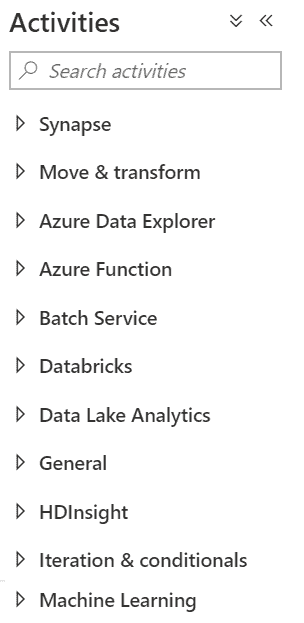 Activities
Search activities
Synapse
Move & transform
Azure Data Explorer
Azure Function
Batch Service
Databricks
Data Lake Analytics
General
HDInsight
Iteration & conditionals
Machine Learning